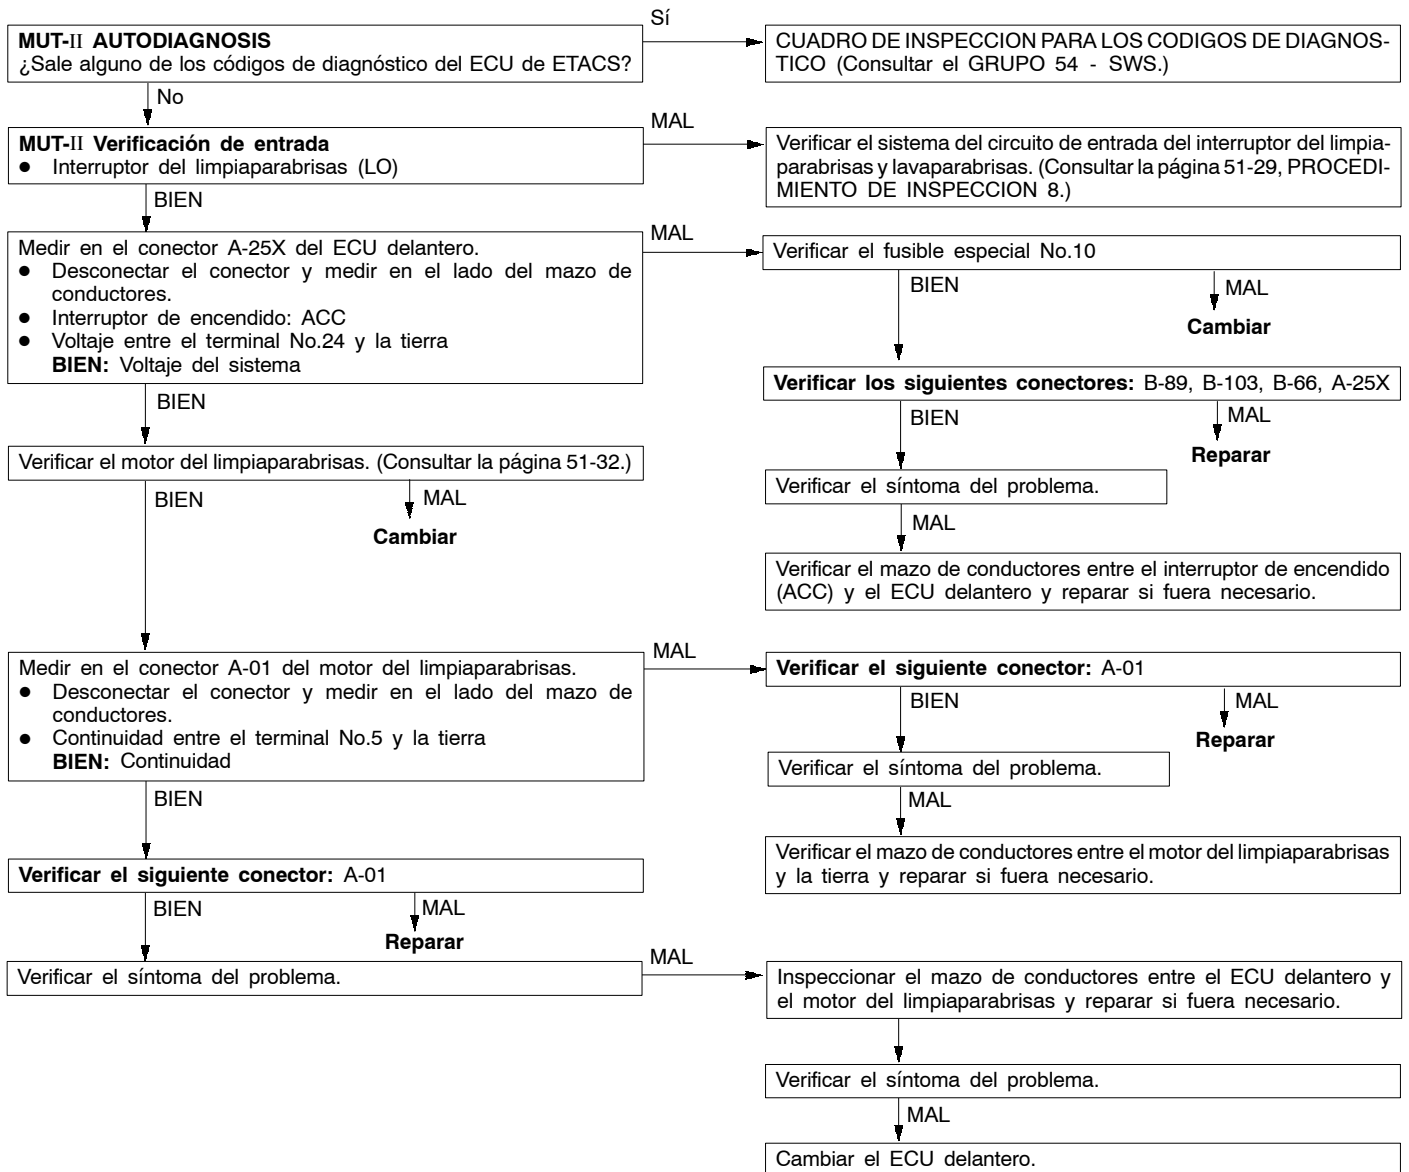 MUT-II AUTODIAGNOSIS
¿Sale alguno de los códigos de diagnóstico del ECU de ETACS?
Sí
CUADRO DE INSPECCION PARA LOS CODIGOS DE DIAGNOS-
TICO (Consultar el GRUPO 54 - SWS.)
No
MUT-II Verificación de entrada
● Interruptor del limpiaparabrisas (LO)
MAL
Verificar el sistema del circuito de entrada del interruptor del limpia-
parabrisas y lavaparabrisas. (Consultar la página 51-29, PROCEDI-
MIENTO DE INSPECCION 8.)
BIEN
Medir en el conector A-25X del ECU delantero.
● Desconectar el conector y medir en el lado del mazo de
conductores.
● Interruptor de encendido: ACC
● Voltaje entre el terminal No.24 y la tierra
BIEN: Voltaje del sistema
MAL
Verificar el fusible especial No.10
BIEN
MAL
Cambiar
Verificar los siguientes conectores: B-89, B-103, B-66, A-25X
BIEN
MAL
Reparar
Verificar el síntoma del problema.
MAL
Verificar el mazo de conductores entre el interruptor de encendido
(ACC) y el ECU delantero y reparar si fuera necesario.
BIEN
Verificar el motor del limpiaparabrisas. (Consultar la página 51-32.)
BIEN
MAL
Cambiar
Medir en el conector A-01 del motor del limpiaparabrisas.
● Desconectar el conector y medir en el lado del mazo de
conductores.
● Continuidad entre el terminal No.5 y la tierra
BIEN: Continuidad
MAL
Verificar el siguiente conector: A-01
BIEN
MAL
Reparar
Verificar el síntoma del problema.
MAL
Verificar el mazo de conductores entre el motor del limpiaparabrisas
y la tierra y reparar si fuera necesario.
BIEN
Verificar el siguiente conector: A-01
BIEN
MAL
Reparar
Verificar el síntoma del problema.
MAL
Inspeccionar el mazo de conductores entre el ECU delantero y
el motor del limpiaparabrisas y reparar si fuera necesario.
Verificar el síntoma del problema.
MAL
Cambiar el ECU delantero.